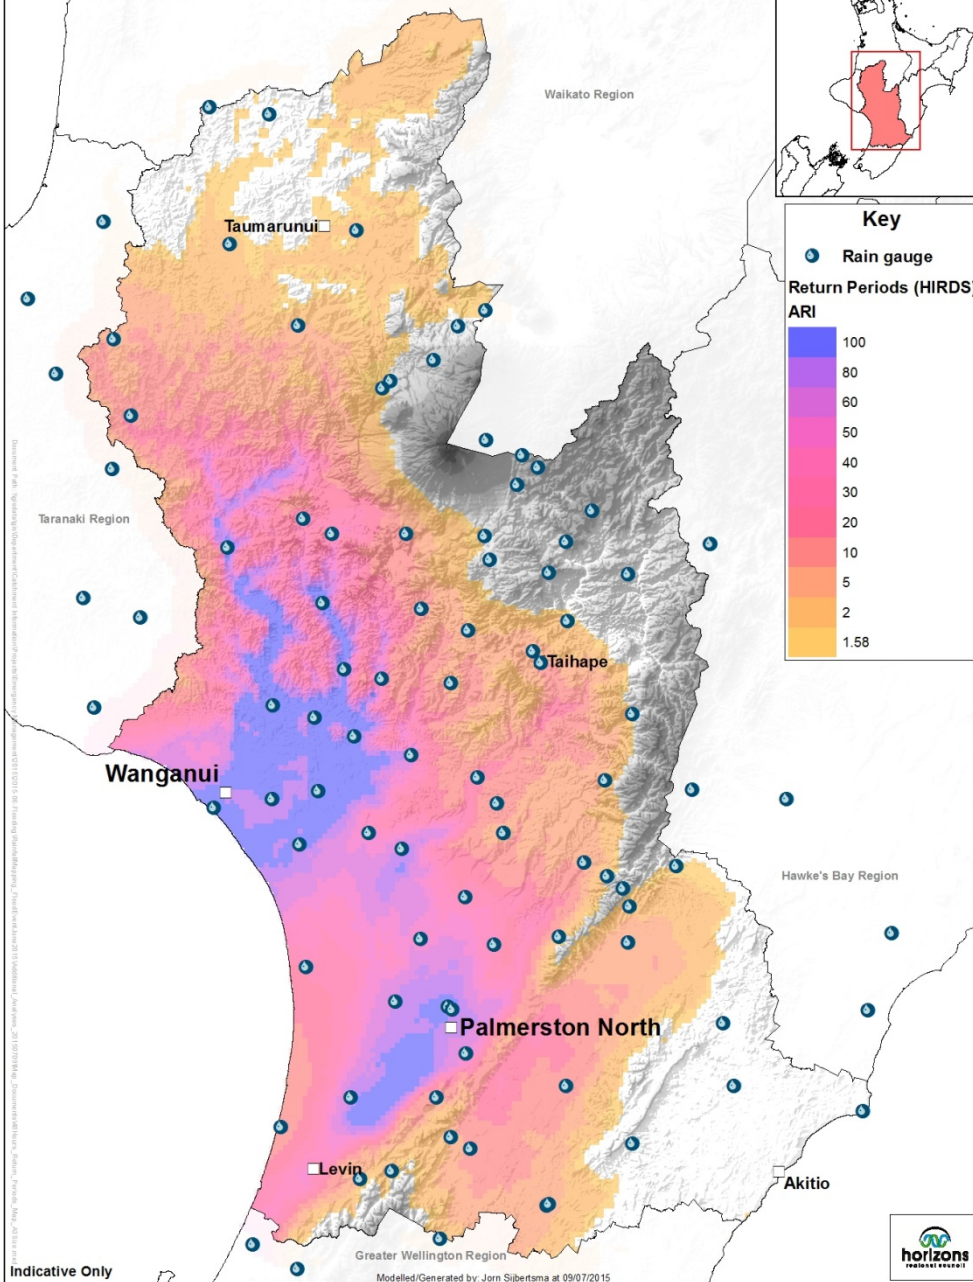 Waikato Region
Key
Rain gauge
Return Periods (HIRDS)
ARI
100
80
60
50
40
30
20
10
5
2
1.58
Taumarunui
Taranaki Region
Taihape
Wanganui
Hawke's Bay Region
Palmerston North
Levin
Akitio
Greater Wellington Region
horizons
regional council
Indicative Only
Modelled/Generated by: Jorn Sijbertsma at 09/07/2015